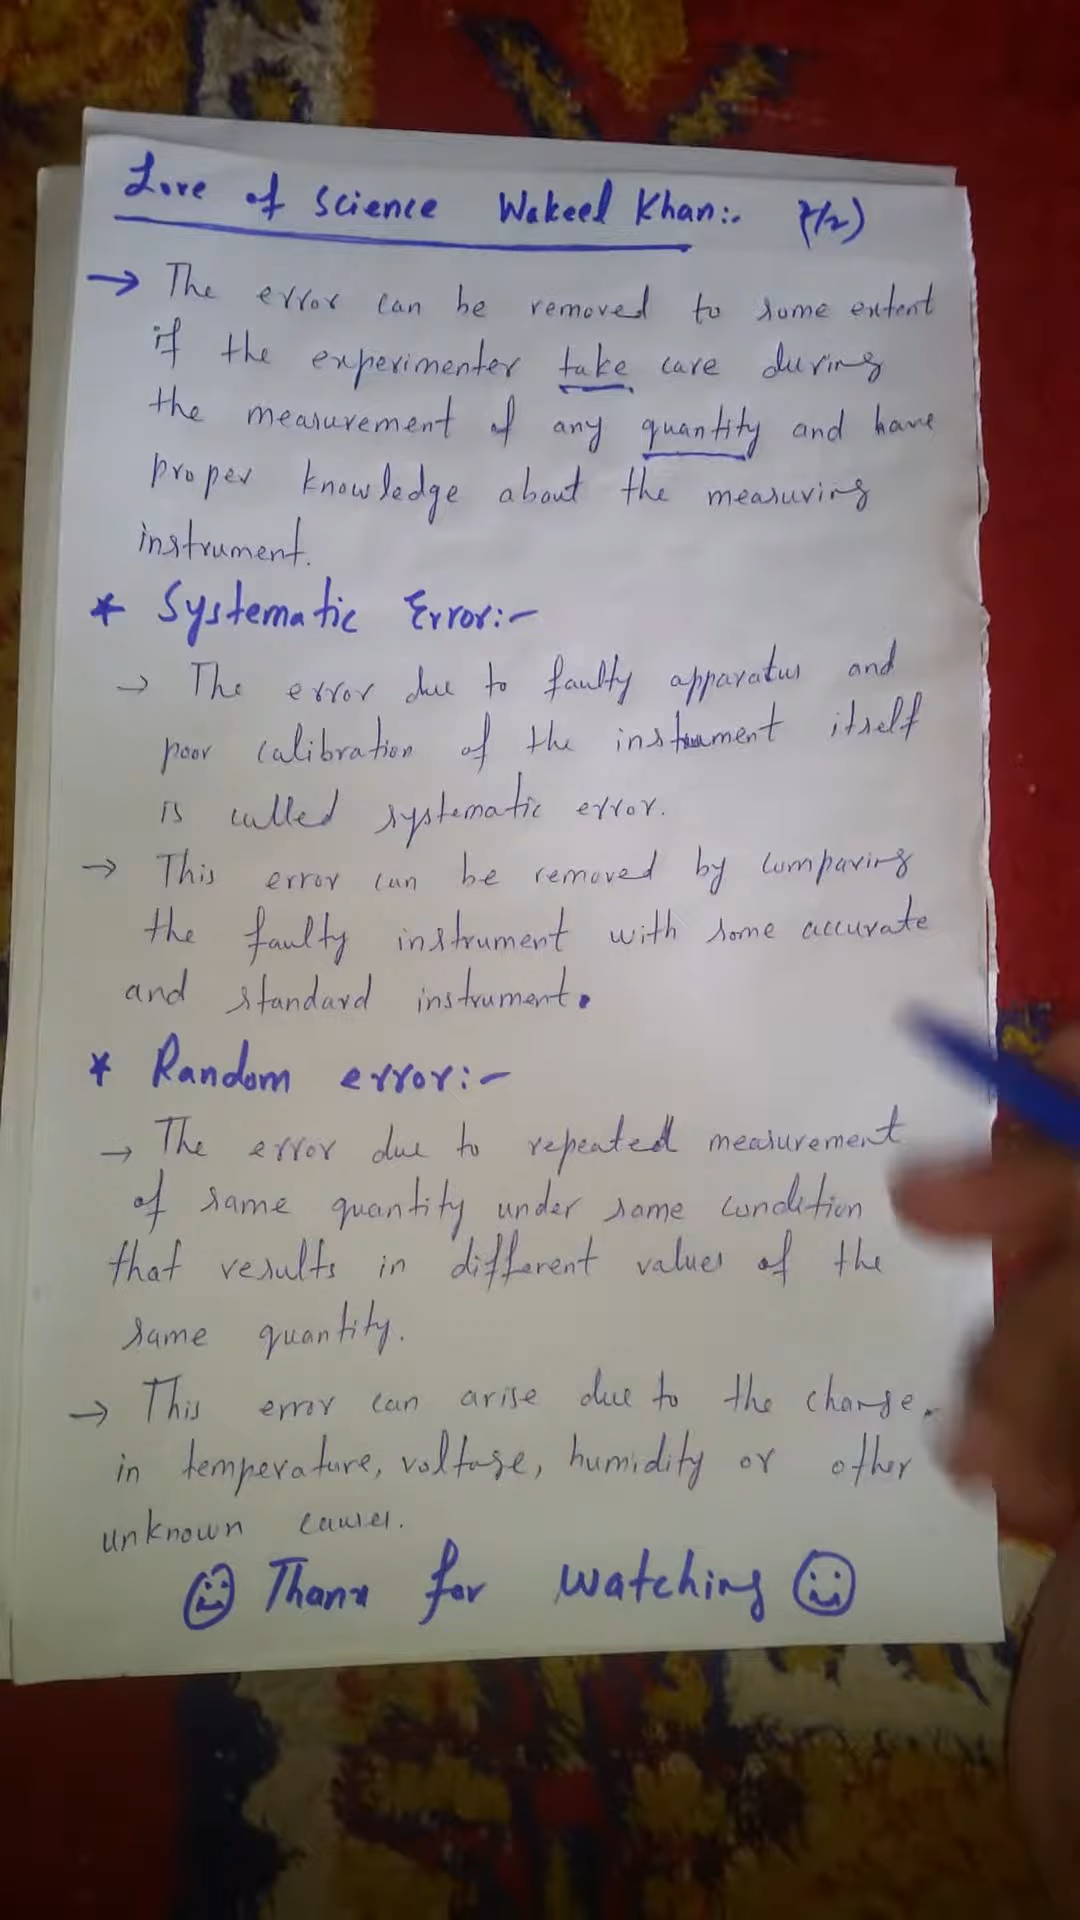 Love of Science Wakeel Khan:. P/2)
→ The error can be removed to some extent
if the experimenter take care during
the measurement of any quantity and have
proper knowledge about the measuring
instrument.
* Systematic Error:-
→ The error due to faulty apparatus and
poor calibration of the instrument itself
is called systematic error.
→ This error can be removed by comparing
the faulty instrument with some accurate
and standard instrument.
* Random error:-
→ The error due to repeated measurement
of same quantity under same condition
that results in different values of the
same quantity.
→ This error can arise due to the change
in temperature, voltage, humidity or other
unknown causes.
Thanx for watching